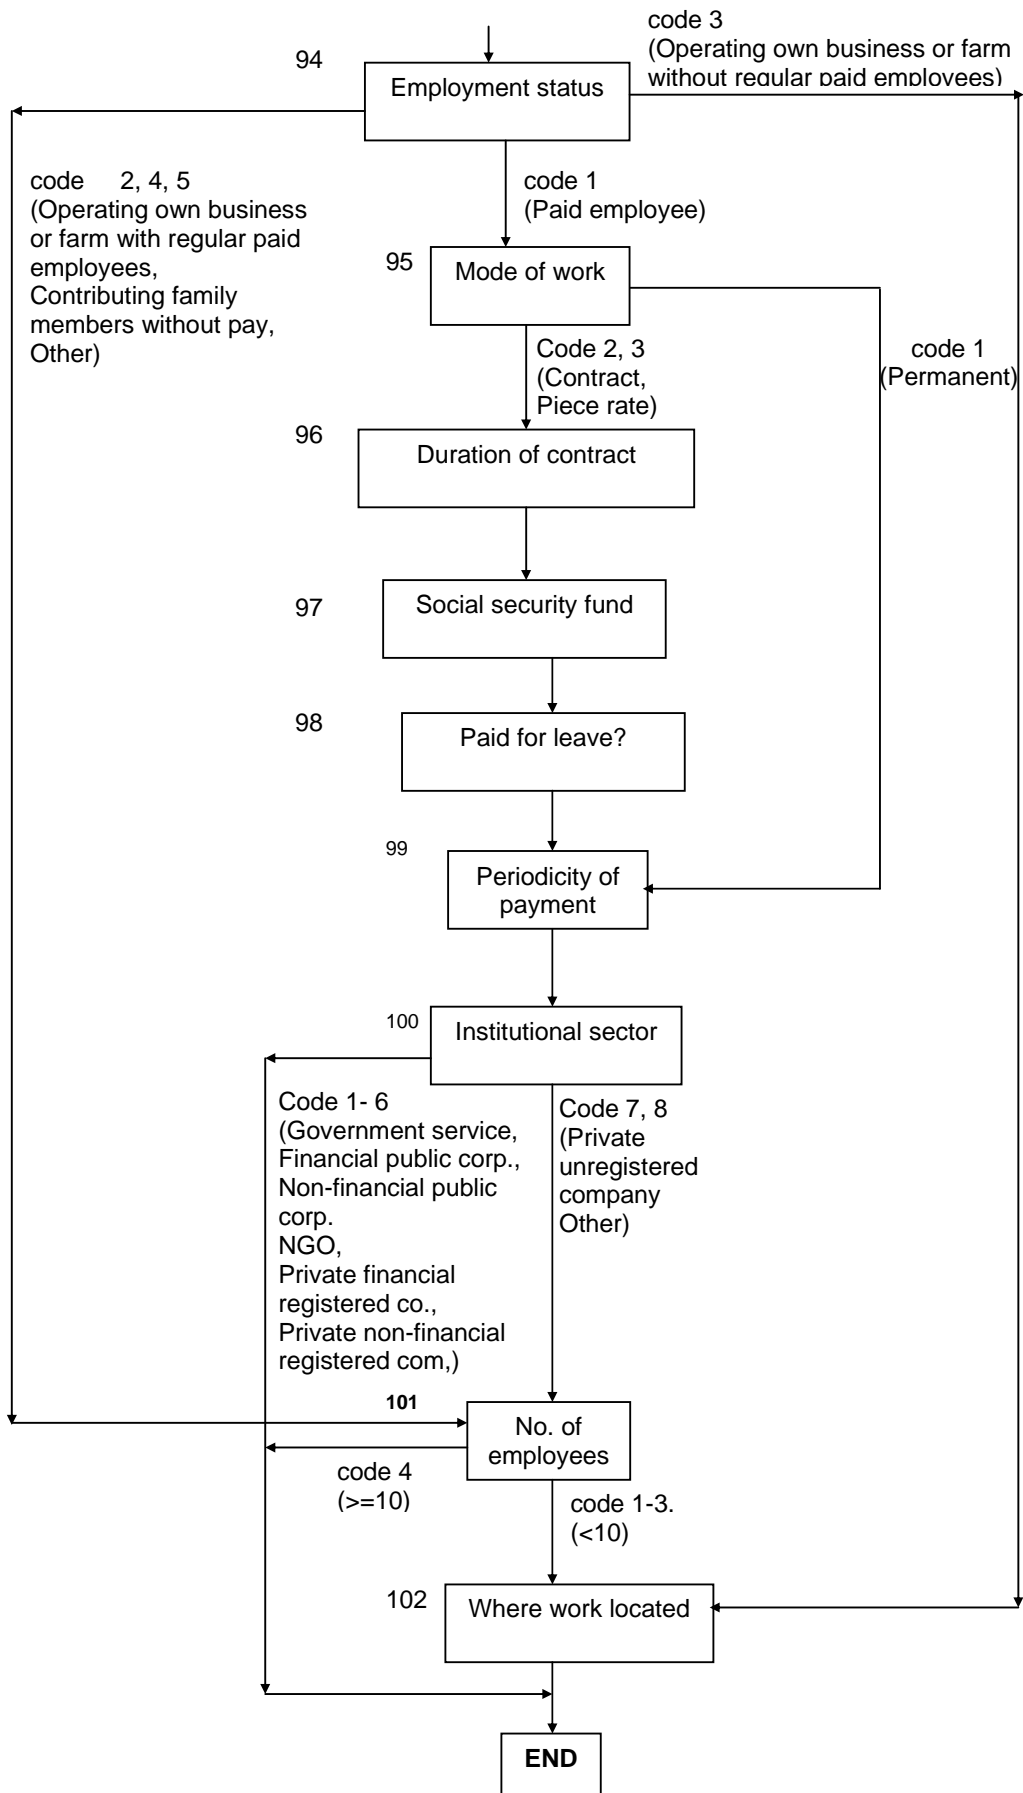 code 3
(Operating own business or farm
without regular paid employees)
94
Employment status
code 2, 4, 5
(Operating own business
or farm with regular paid
employees,
Contributing family
members without pay,
Other)
code 1
(Paid employee)
95
Mode of work
Code 2, 3
(Contract,
Piece rate)
code 1
(Permanent)
96
Duration of contract
97
Social security fund
98
Paid for leave?
99
Periodicity of
payment
100
Institutional sector
Code 1- 6
(Government service,
Financial public corp.,
Non-financial public
corp.
NGO,
Private financial
registered co.,
Private non-financial
registered com,)
Code 7, 8
(Private
unregistered
company
Other)
101
No. of
employees
code 4
(>=10)
code 1-3.
(<10)
102
Where work located
END